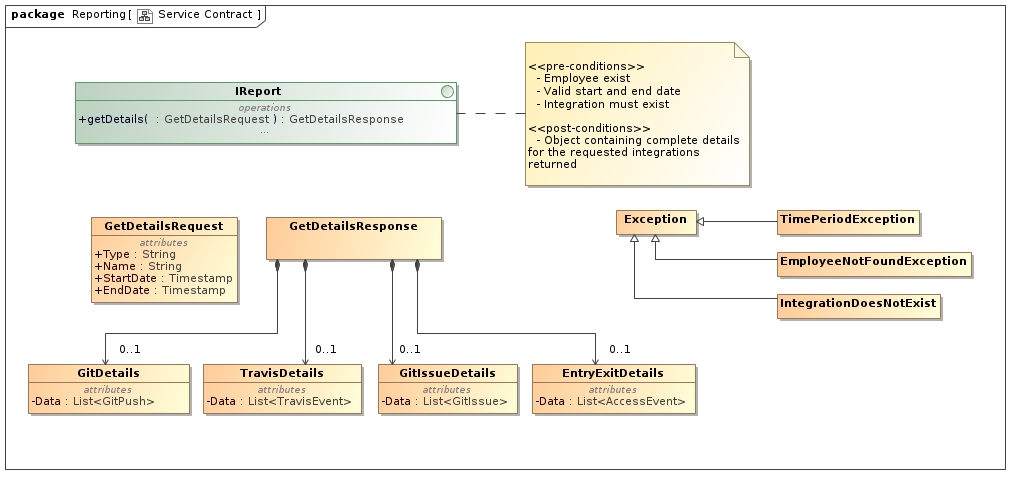 package Reporting[ Service Contract ]
IReport
operations
+getDetails( : GetDetailsRequest ) : GetDetailsResponse
...
<<pre-conditions>>
- Employee exist
- Valid start and end date
- Integration must exist
<<post-conditions>>
- Object containing complete details
for the requested integrations
returned
GetDetailsRequest
attributes
+Type : String
+Name : String
+StartDate : Timestamp
+EndDate : Timestamp
GetDetailsResponse
Exception
TimePeriodException
EmployeeNotFoundException
IntegrationDoesNotExist
0..1
0..1
0..1
0..1
GitDetails
attributes
-Data : List<GitPush>
TravisDetails
attributes
-Data : List<TravisEvent>
GitIssueDetails
attributes
-Data : List<GitIssue>
EntryExitDetails
attributes
-Data : List<AccessEvent>